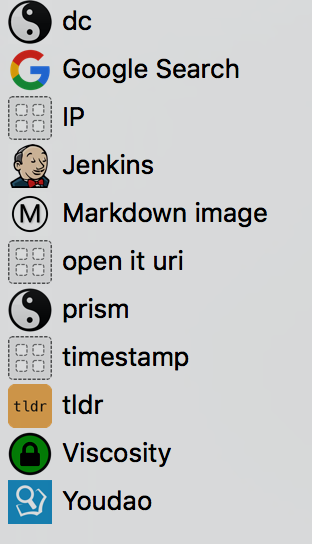 dc
Google Search
IP
Jenkins
M Markdown image
open it uri
prism
timestamp
tldr tldr
Viscosity
Youdao